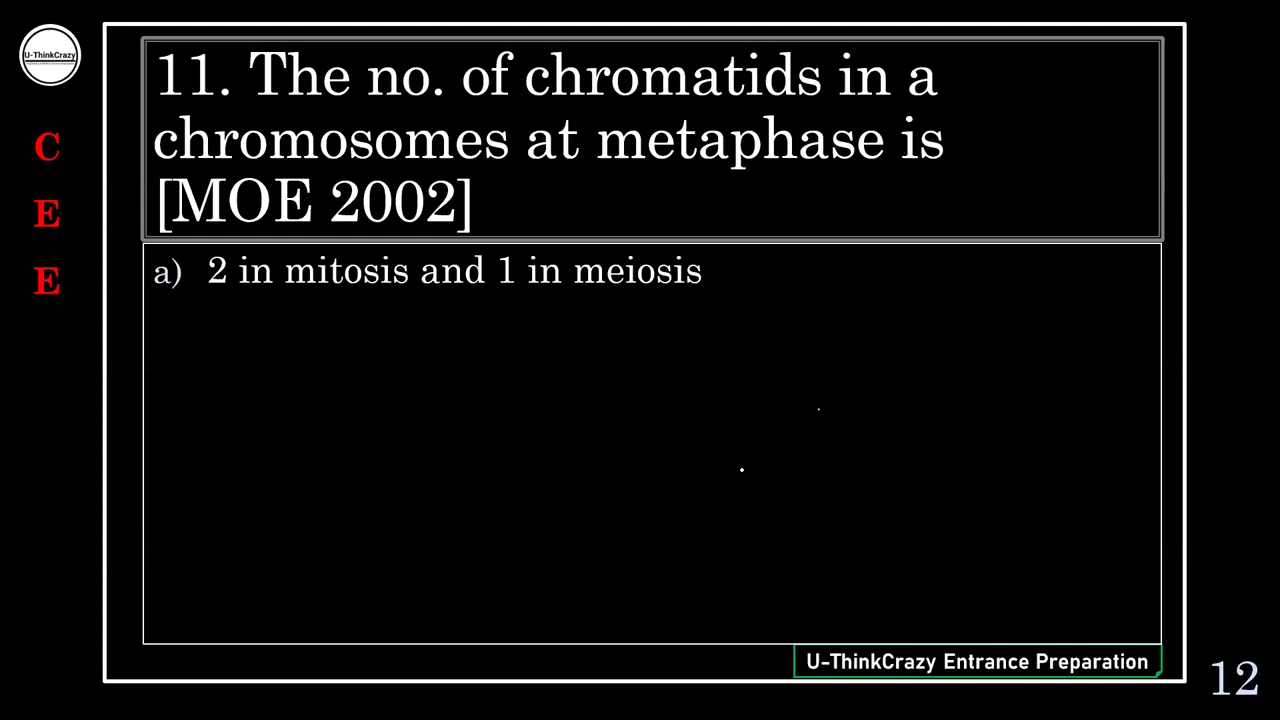 U-ThinkCrazy
C
E
E
11. The no. of chromatids in a
chromosomes at metaphase is
[MOE 2002]
a) 2 in mitosis and 1 in meiosis
U-ThinkCrazy Entrance Preparation
12